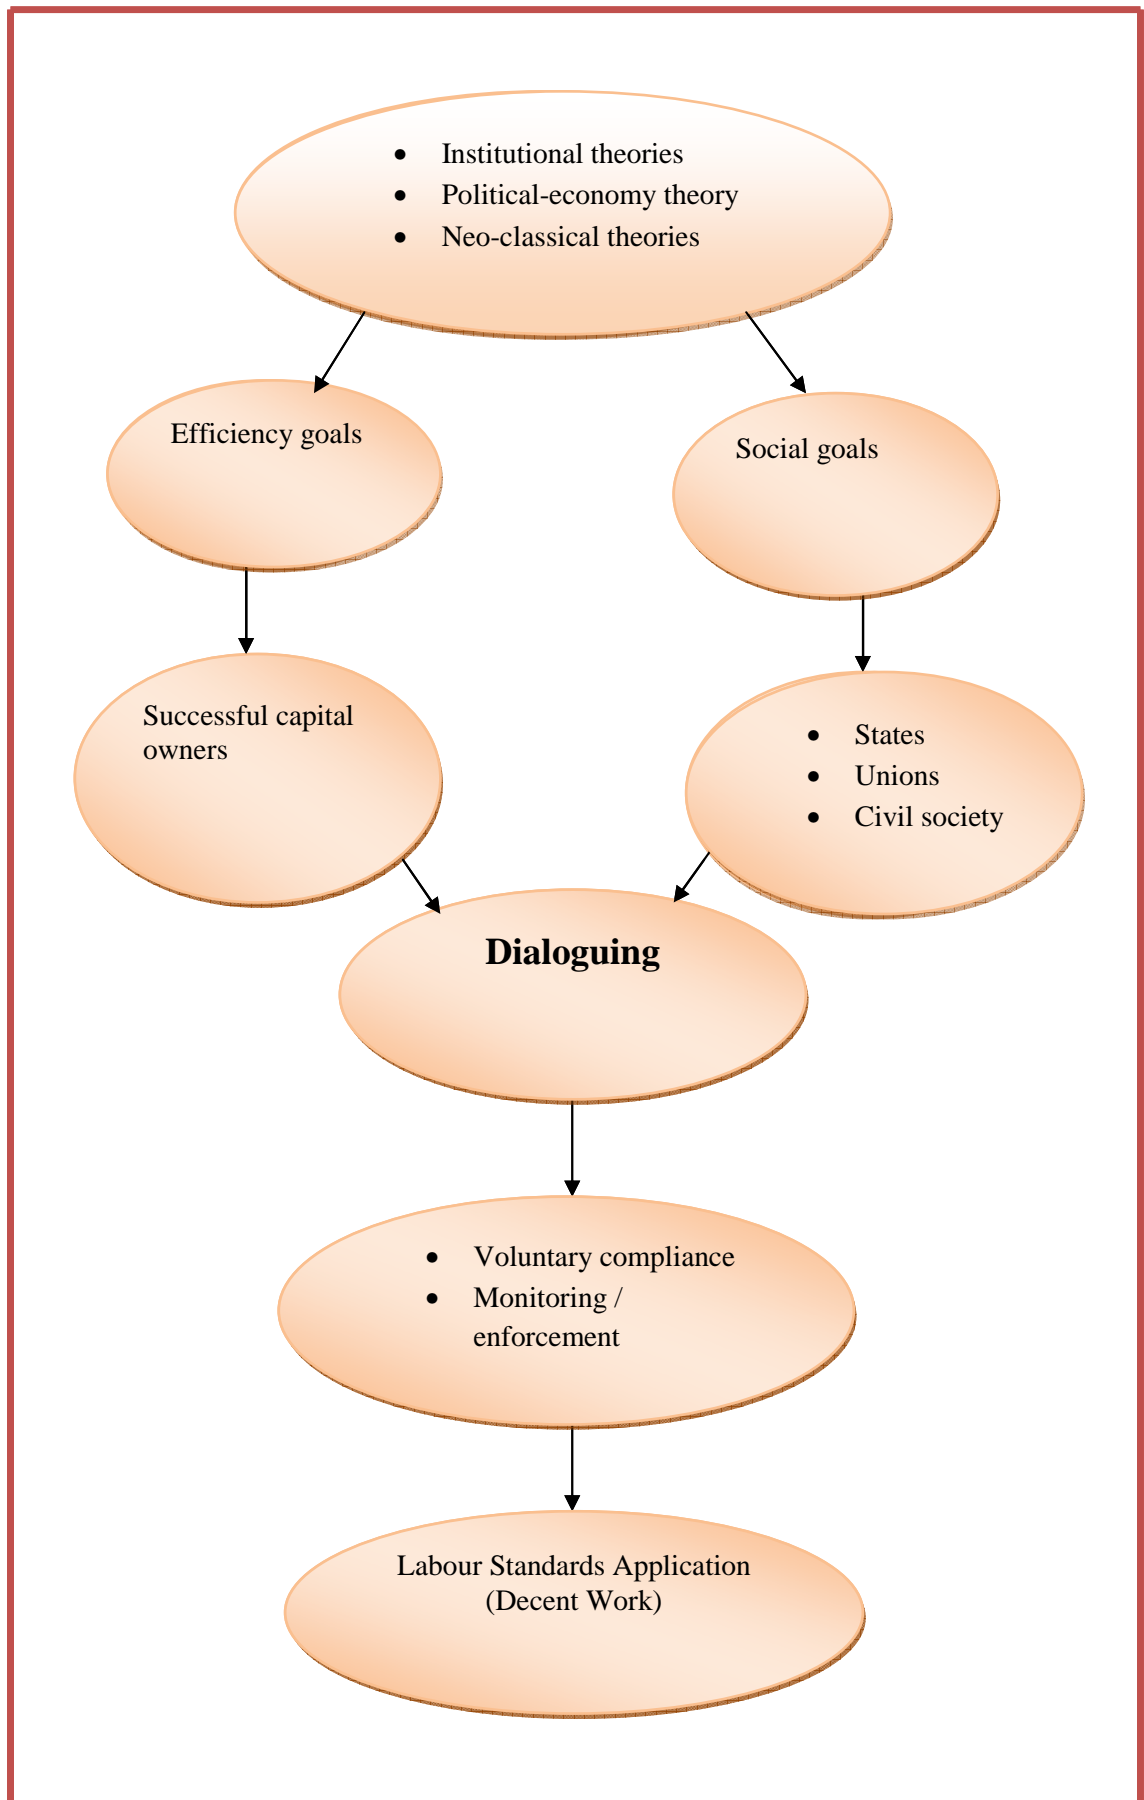 • Institutional theories
• Political-economy theory
• Neo-classical theories
Efficiency goals
Social goals
Successful capital
owners
• States
• Unions
• Civil society
Dialoguing
• Voluntary compliance
• Monitoring /
enforcement
Labour Standards Application
(Decent Work)